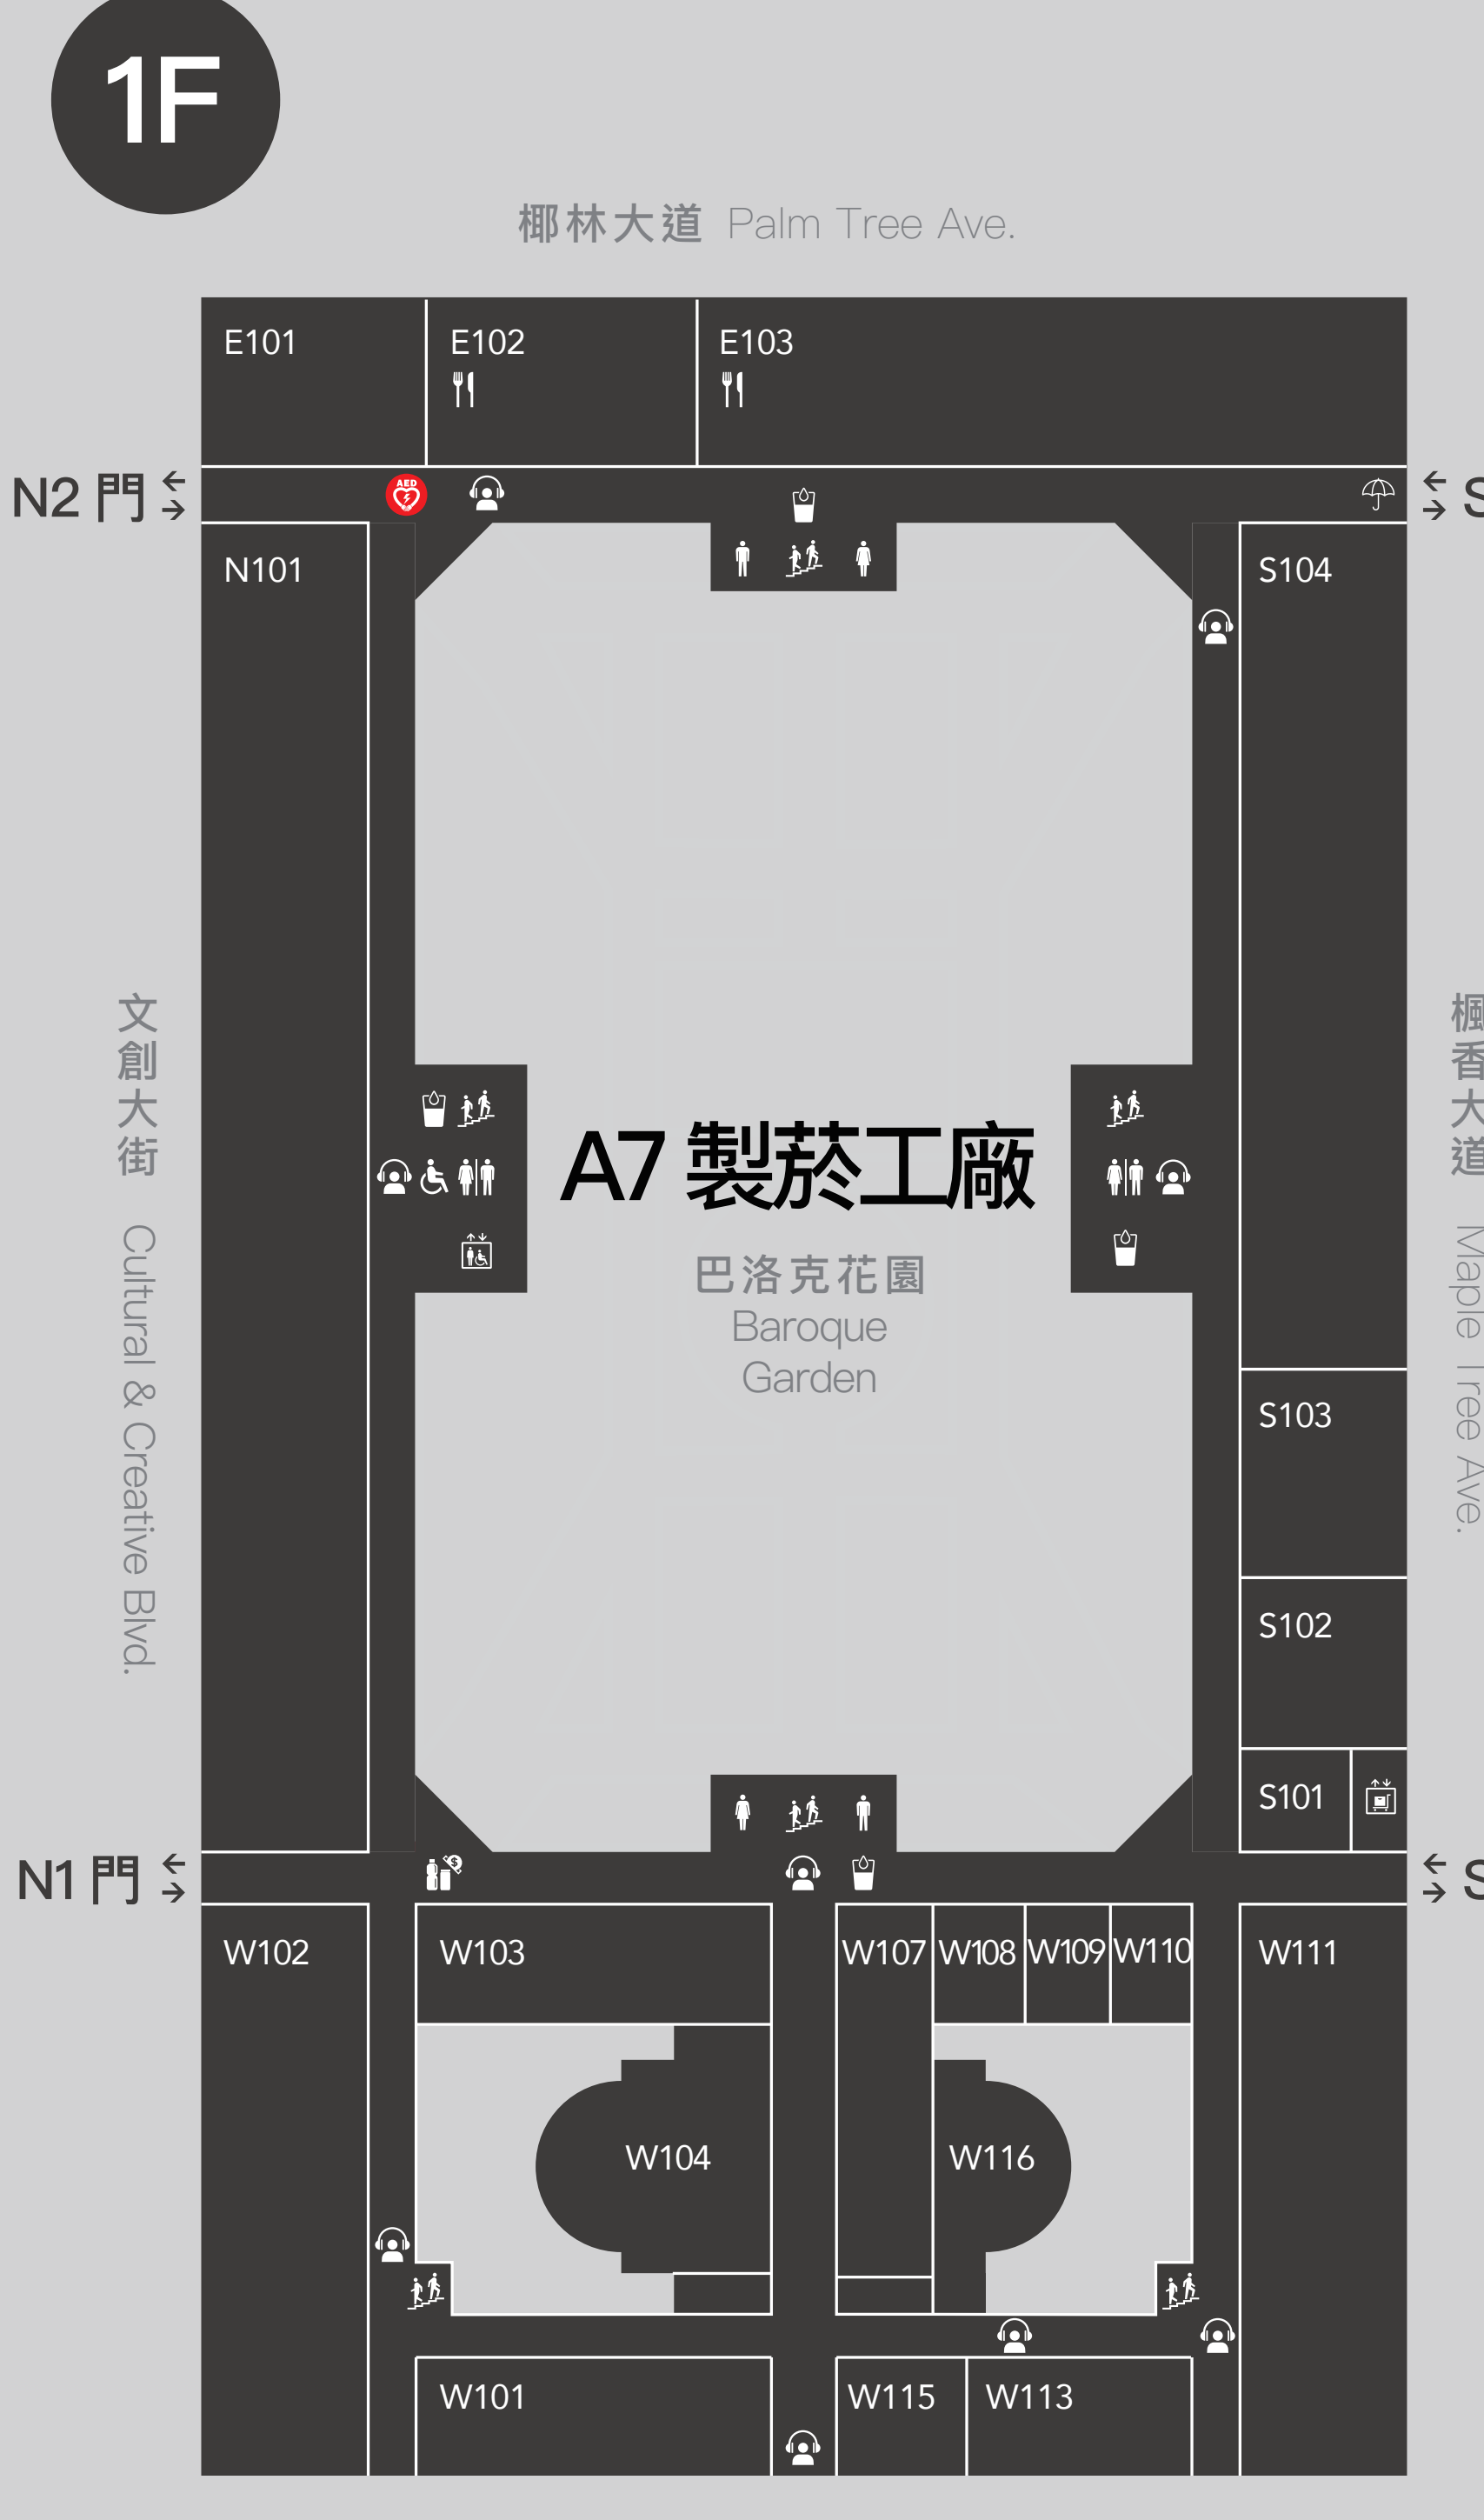 1F
椰林大道 Palm Tree Ave.
E101
E102
E103
N2 門
AED
S
N101
S104
文創大街 Cultural & Creative Blvd.
楓香大道 Maple Tree Ave.
A7 製菸工廠
巴洛克花園
Baroque
Garden
S103
S102
S101
N1 門
S
W102
W103
W107
W108
W109
W110
W111
W104
W116
W101
W115
W113